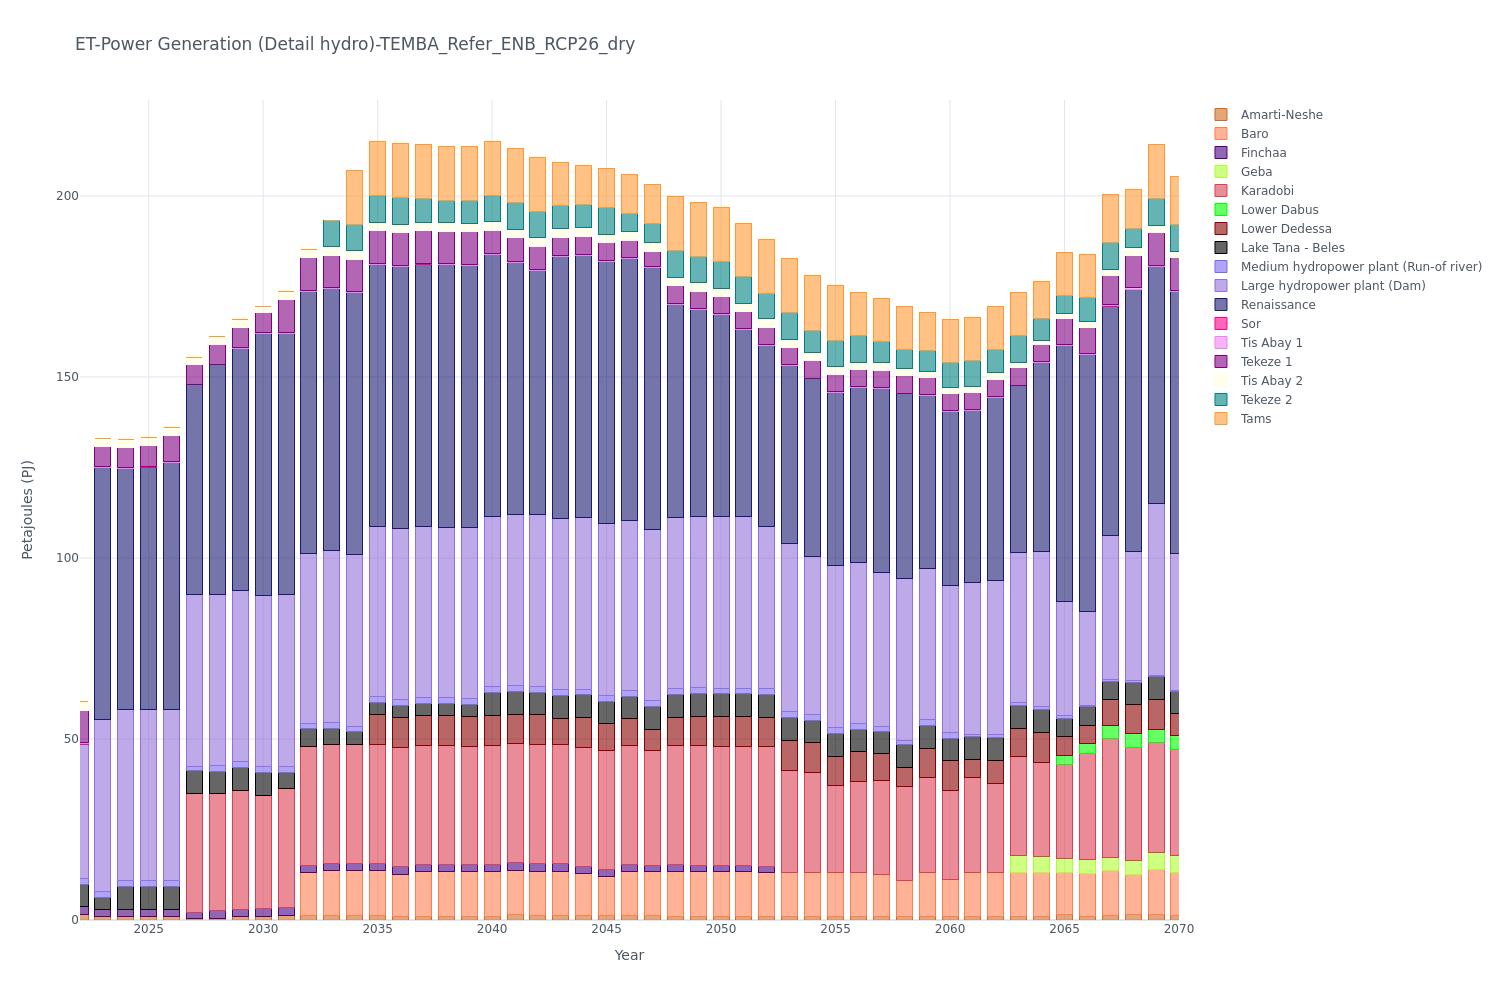 ET-Power Generation (Detail hydro)-TEMBA_Refer_ENB_RCP26_dry
Petajoules (PJ)
200
150
100
50
0
2025 2030 2035 2040 2045 2050 2055 2060 2065 2070
Year
Amarti-Neshe
Baro
Finchaa
Geba
Karadobi
Lower Dabus
Lower Dedessa
Lake Tana - Beles
Medium hydropower plant (Run-of river)
Large hydropower plant (Dam)
Renaissance
Sor
Tis Abay 1
Tekeze 1
Tis Abay 2
Tekeze 2
Tams